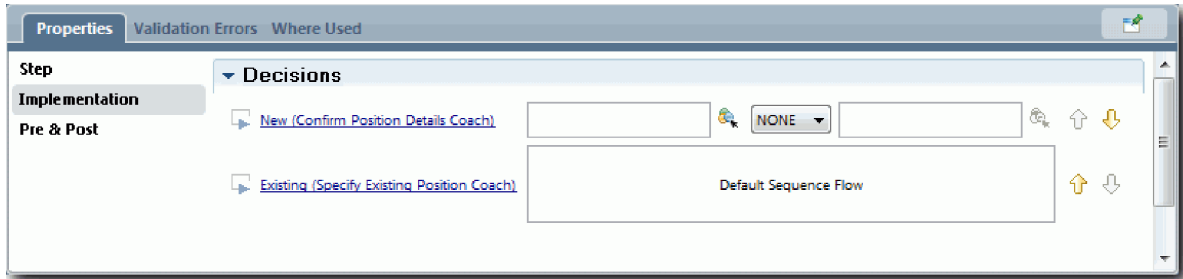 Properties Validation Errors Where Used
Step
Implementation
Pre & Post
Decisions
New (Confirm Position Details Coach) NONE
Existing (Specify Existing Position Coach) Default Sequence Flow